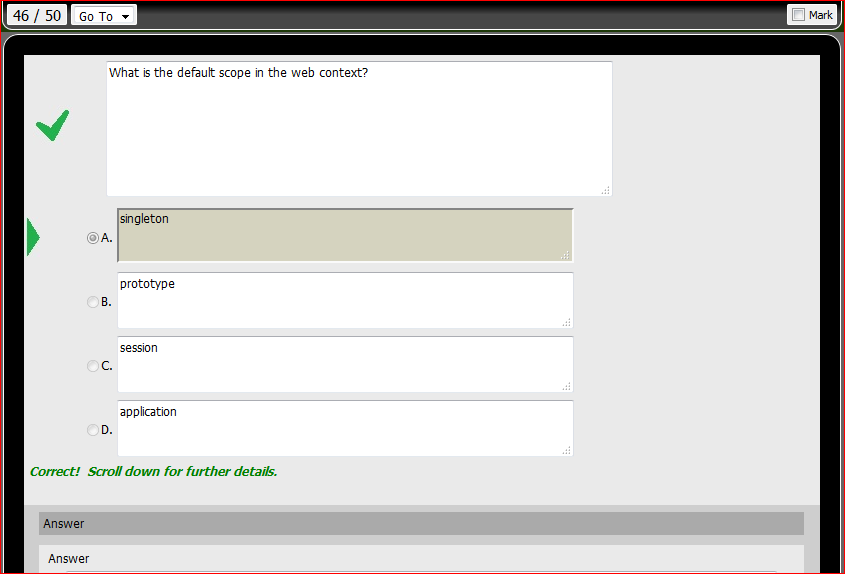 46 / 50 Go To Mark
What is the default scope in the web context?
A. singleton
B. prototype
C. session
D. application
Correct! Scroll down for further details.
Answer
Answer